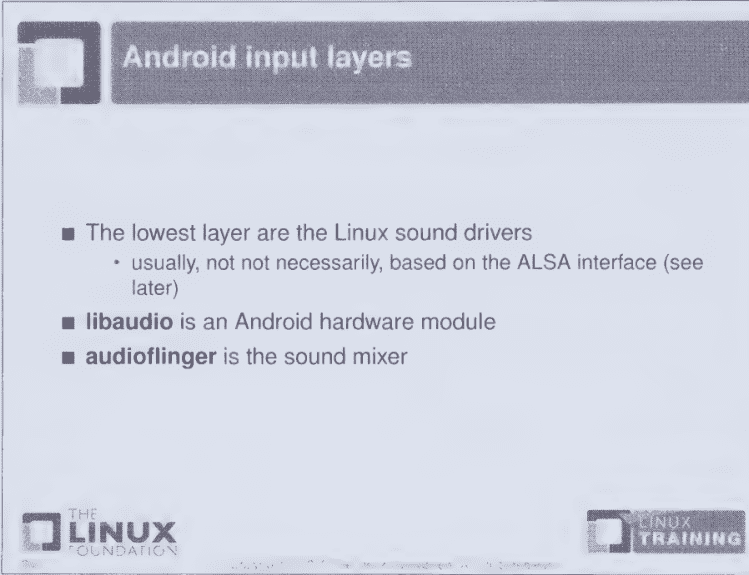 Android input layers
■ The lowest layer are the Linux sound drivers
• usually, not not necessarily, based on the ALSA interface (see
later)
■ libaudio is an Android hardware module
■ audioflinger is the sound mixer
THE
LINUX
FOUNDATION
LINUX
TRAINING